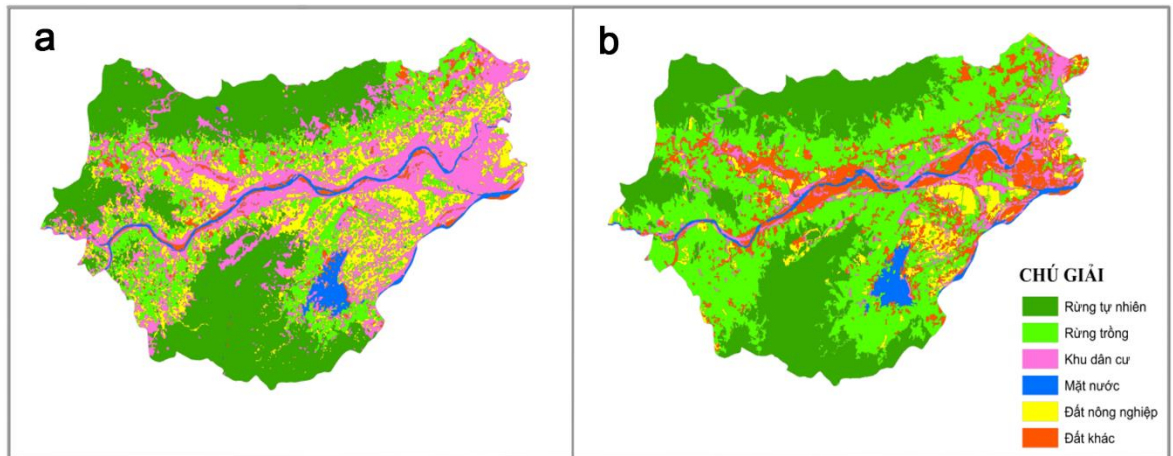 a
b
CHÚ GIẢI
Rừng tự nhiên
Rừng trồng
Khu dân cư
Mặt nước
Đất nông nghiệp
Đất khác